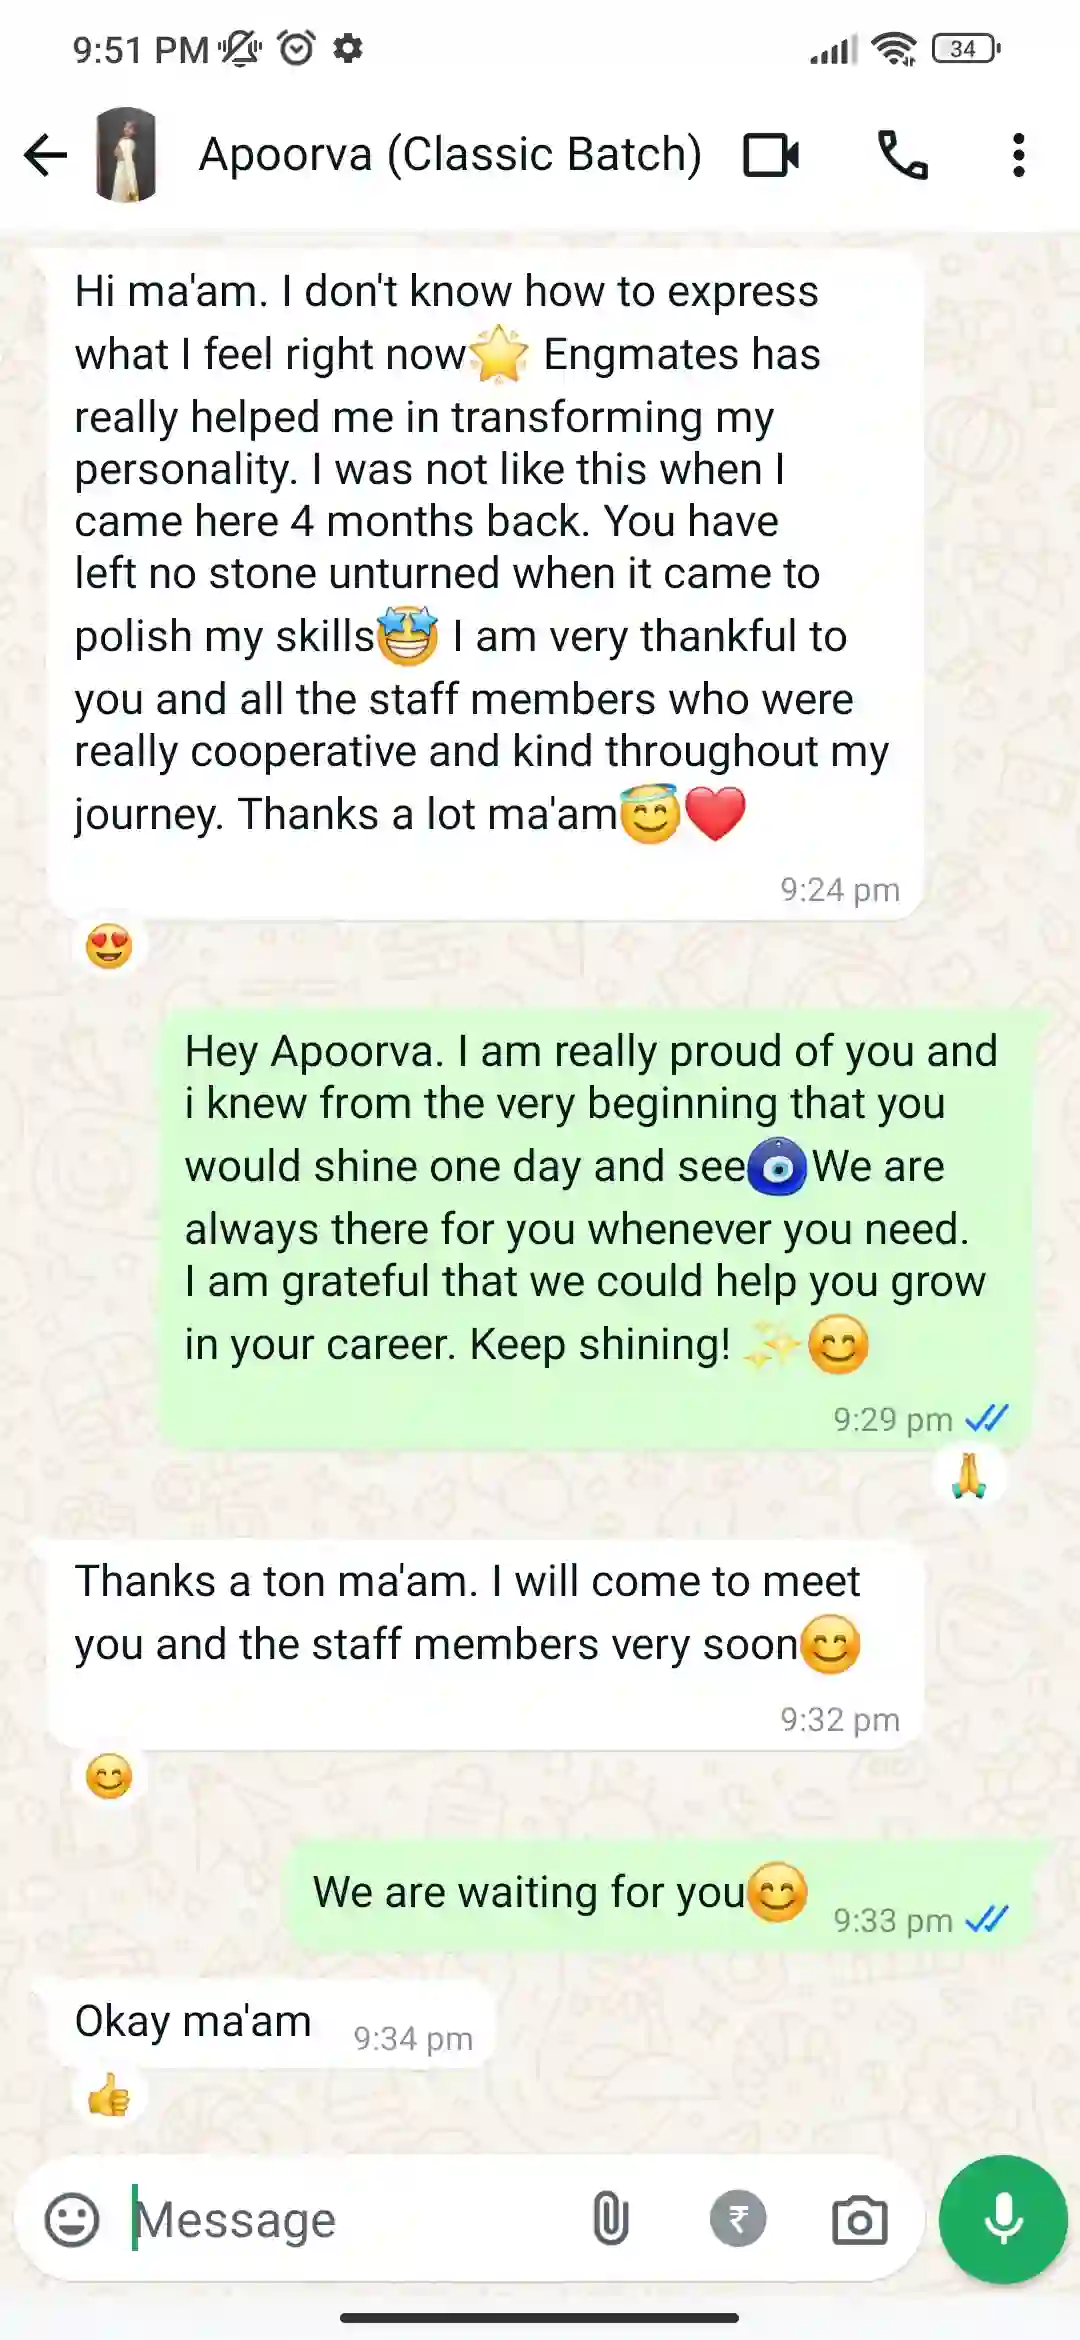 9:51 PM 34
Apoorva (Classic Batch)
Hi ma'am. I don't know how to express
what I feel right now🌟 Engmates has
really helped me in transforming my
personality. I was not like this when I
came here 4 months back. You have
left no stone unturned when it came to
polish my skills🤩 I am very thankful to
you and all the staff members who were
really cooperative and kind throughout my
journey. Thanks a lot ma'am😇❤️
9:24 pm
😍
Hey Apoorva. I am really proud of you and
i knew from the very beginning that you
would shine one day and see🧿We are
always there for you whenever you need.
I am grateful that we could help you grow
in your career. Keep shining! ✨😊
9:29 pm
🙏
Thanks a ton ma'am. I will come to meet
you and the staff members very soon😊
9:32 pm
😊
We are waiting for you😊 9:33 pm
Okay ma'am 9:34 pm
👍
Message ₹